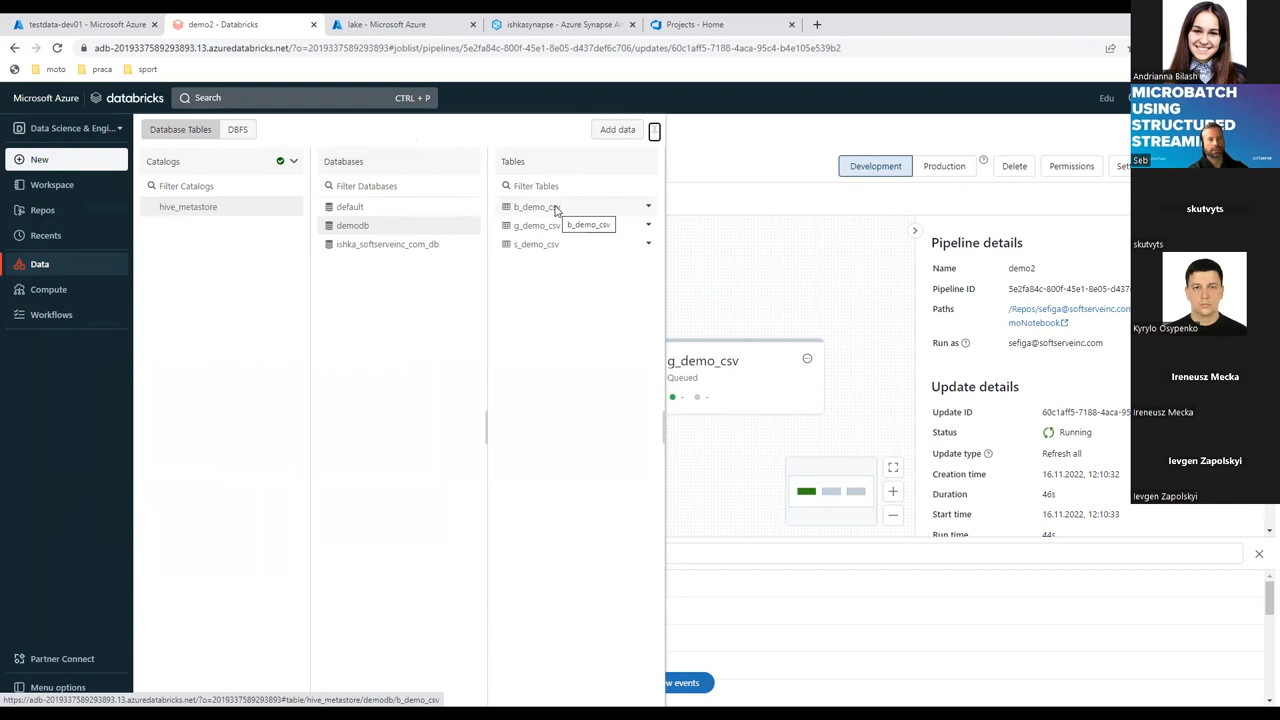 testdata-dev01 - Microsoft Azure
demo2 - Databricks
lake - Microsoft Azure
ishkasynapse - Azure Synapse An
Projects - Home
adb-2019337589293893.13.azuredatabricks.net/?o=2019337589293893#joblist/pipelines/5e2fa84c-800f-45e1-8e05-d437def6c706/updates/60c1aff5-7188-4aca-95c4-b4e105e539b2
moto
praca
sport
Microsoft Azure
databricks
Search
CTRL + P
Edu
Data Science & Engi...
New
Workspace
Repos
Recents
Data
Compute
Workflows
Partner Connect
Menu options
Database Tables
DBFS
Add data
Catalogs
Databases
Tables
Filter Catalogs
Filter Databases
Filter Tables
hive_metastore
default
demodb
ishka_softserveinc_com_db
b_demo_csv
g_demo_csv
s_demo_csv
b_demo_csv
Development
Production
Delete
Permissions
g_demo_csv
Queued
- -
Pipeline details
Name demo2
Pipeline ID 5e2fa84c-800f-45e1-8e05-d437
Paths /Repos/sefiga@softserveinc.com
moNotebook
Run as sefiga@softserveinc.com
Update details
Update ID 60c1aff5-7188-4aca-95
Status Running
Update type Refresh all
Creation time 16.11.2022, 12:10:32
Duration 46s
Start time 16.11.2022, 12:10:33
Run time 44s
w events
https://adb-2019337589293893.13.azuredatabricks.net/?o=2019337589293893#table/hive_metastore/demodb/b_demo_csv
Andrianna Bilash
MICROBATCH
USING
STRUCTURED
STREAMI
Seb
softserve
skutvyts
skutvyts
Kyrylo Osypenko
Ireneusz Mecka
Ireneusz Mecka
Ievgen Zapolskyi
Ievgen Zapolskyi